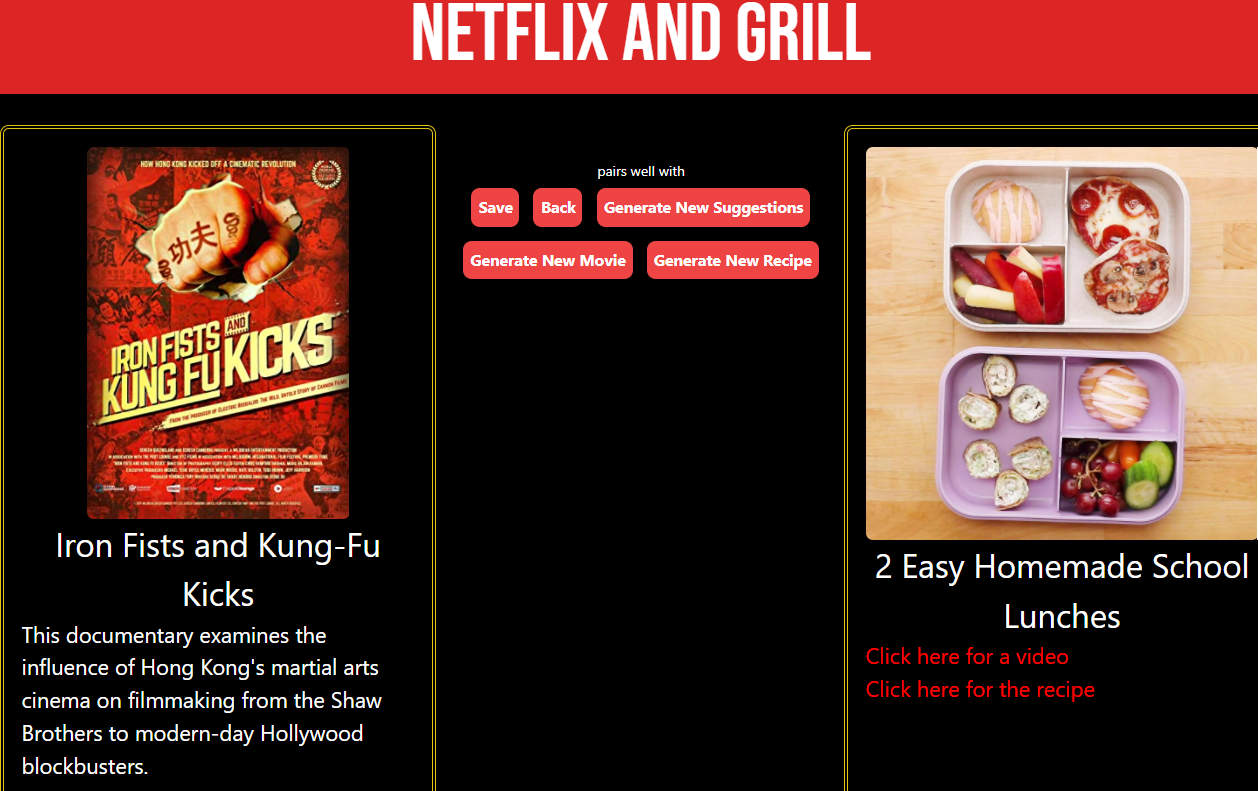 NETFLIX AND GRILL
HOW HONG KONG KICKED OFF A CINEMATIC REVOLUTION
功夫
IRON FISTS AND
KUNG FU KICKS
FROM THE PRODUCER OF ELECTRIC BOOGALOO: THE WILD, UNTOLD STORY OF CANNON FILMS
Iron Fists and Kung-Fu
Kicks
This documentary examines the
influence of Hong Kong's martial arts
cinema on filmmaking from the Shaw
Brothers to modern-day Hollywood
blockbusters.
pairs well with
Save Back Generate New Suggestions
Generate New Movie Generate New Recipe
2 Easy Homemade School
Lunches
Click here for a video
Click here for the recipe